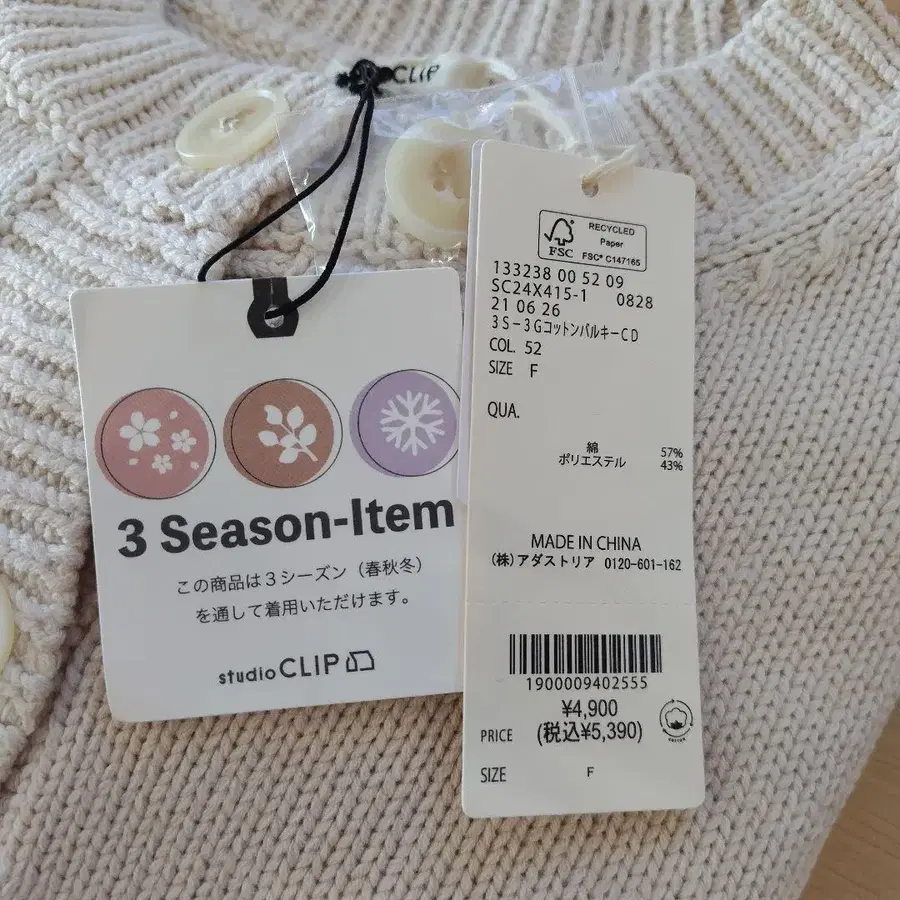 CLIP
3 Season-Item
この商品は3シーズン(春秋冬)
を通して着用いただけます。
studio CLIP
RECYCLED
Paper
FSC® C147165
FSC
133238 00 52 09
SC24X415-1 0828
21 06 26
3S-3GコットンバルキーCD
COL. 52
SIZE F
QUA.
綿 57%
ポリエステル 43%
MADE IN CHINA
(株)アダストリア 0120-601-162
1900009402555
¥4,900
PRICE (税込¥5,390)
SIZE F